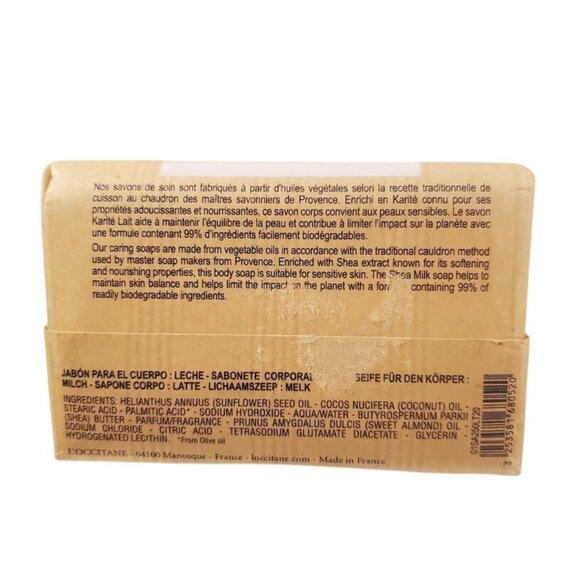 Nos savons de soin sont fabriqués à partir d'huiles végétales selon la recette traditionnelle de
cuisson au chaudron des maîtres savonniers de Provence. Enrichi en Karité connu pour ses
propriétés adoucissantes et nourrissantes, ce savon corps convient aux peaux sensibles. Le savon
Karité Lait aide à maintenir l'équilibre de la peau et contribue à limiter l'impact sur la planète avec
une formule contenant 99% d'ingrédients facilement biodégradables.
Our caring soaps are made from vegetable oils in accordance with the traditional cauldron method
used by master soap makers from Provence. Enriched with Shea extract known for its softening
and nourishing properties, this body soap is suitable for sensitive skin. The Shea Milk soap helps to
maintain skin balance and helps limit the impact on the planet with a containing 99% of
readily biodegradable ingredients.
JABÓN PARA EL CUERPO : LECHE - SABONETE CORPORAL SEIFE FÜR DEN KÖRPER :
MILCH - SAPONE CORPO : LATTE - LICHAAMSZEEP : MELK
INGREDIENTS: HELIANTHUS ANNUUS (SUNFLOWER) SEED OIL - COCOS NUCIFERA (COCONUT) OIL -
STEARIC ACID - PALMITIC ACID* - SODIUM HYDROXIDE - AQUA/WATER - BUTYROSPERMUM PARKII
(SHEA) BUTTER - PARFUM/FRAGRANCE - PRUNUS AMYGDALUS DULCIS (SWEET ALMOND) OIL -
SODIUM CHLORIDE - CITRIC ACID - TETRASODIUM GLUTAMATE DIACETATE - GLYCERIN -
HYDROGENATED LECITHIN. *From Olive oil
L'OCCITANE - 04100 Manosque - France - loccitane.com - Made in France
01SA250LT20
3 253581 680520